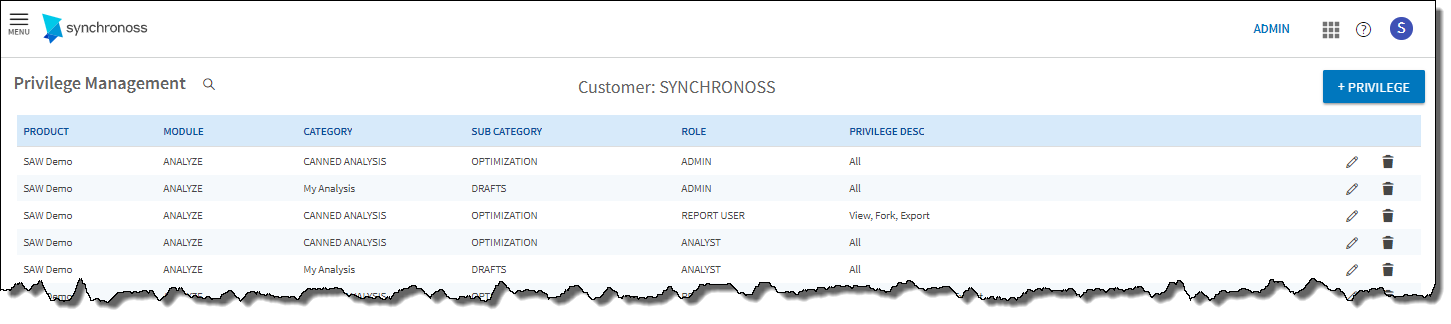 MENU synchronoss ADMIN ? S
Privilege Management Customer: SYNCHRONOSS + PRIVILEGE
PRODUCT MODULE CATEGORY SUB CATEGORY ROLE PRIVILEGE DESC
SAW Demo ANALYZE CANNED ANALYSIS OPTIMIZATION ADMIN All
SAW Demo ANALYZE My Analysis DRAFTS ADMIN All
SAW Demo ANALYZE CANNED ANALYSIS OPTIMIZATION REPORT USER View, Fork, Export
SAW Demo ANALYZE CANNED ANALYSIS OPTIMIZATION ANALYST All
SAW Demo ANALYZE My Analysis DRAFTS ANALYST All
Demo ANALYZE